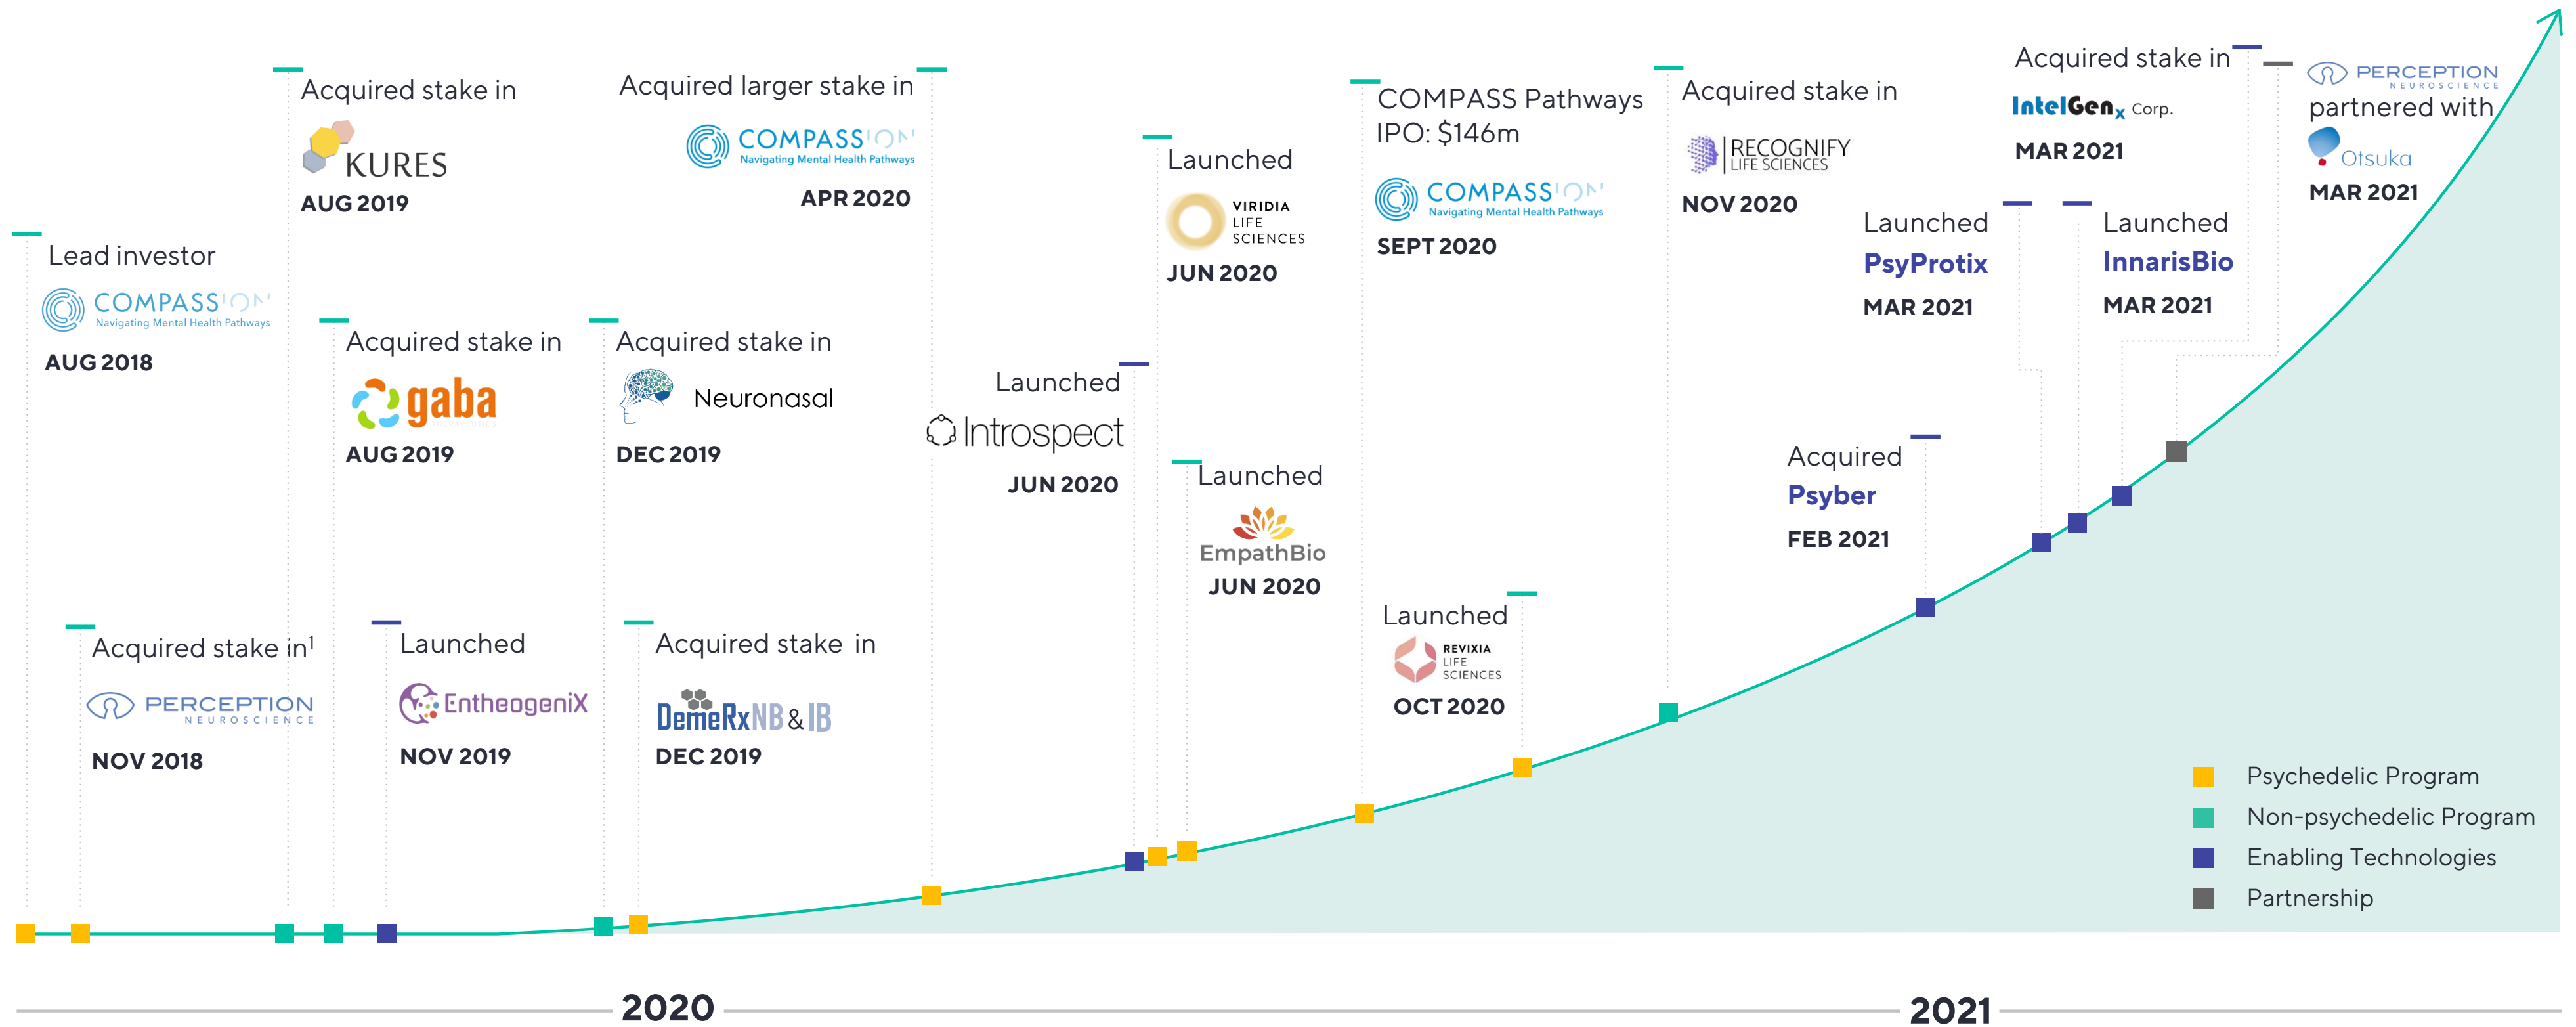 Lead investor
COMPASS
Navigating Mental Health Pathways
AUG 2018
Acquired stake in¹
PERCEPTION
NEUROSCIENCE
NOV 2018
Acquired stake in
KURES
AUG 2019
Acquired stake in
gaba
THERAPEUTICS
AUG 2019
Launched
EntheogeniX
NOV 2019
Acquired stake in
Neuronasal
DEC 2019
Acquired stake in
DemeRx NB & IB
DEC 2019
Acquired larger stake in
COMPASS
Navigating Mental Health Pathways
APR 2020
Launched
Introspect
JUN 2020
Launched
VIRIDIA
LIFE
SCIENCES
JUN 2020
Launched
EmpathBio
JUN 2020
COMPASS Pathways
IPO: $146m
COMPASS
Navigating Mental Health Pathways
SEPT 2020
Launched
REVIXIA
LIFE
SCIENCES
OCT 2020
Acquired stake in
RECOGNIFY
LIFE SCIENCES
NOV 2020
Acquired
Psyber
FEB 2021
Launched
PsyProtix
MAR 2021
Launched
InnarisBio
MAR 2021
Acquired stake in
IntelGenx Corp.
MAR 2021
PERCEPTION
NEUROSCIENCE
partnered with
Otsuka
MAR 2021
Psychedelic Program
Non-psychedelic Program
Enabling Technologies
Partnership
2020
2021